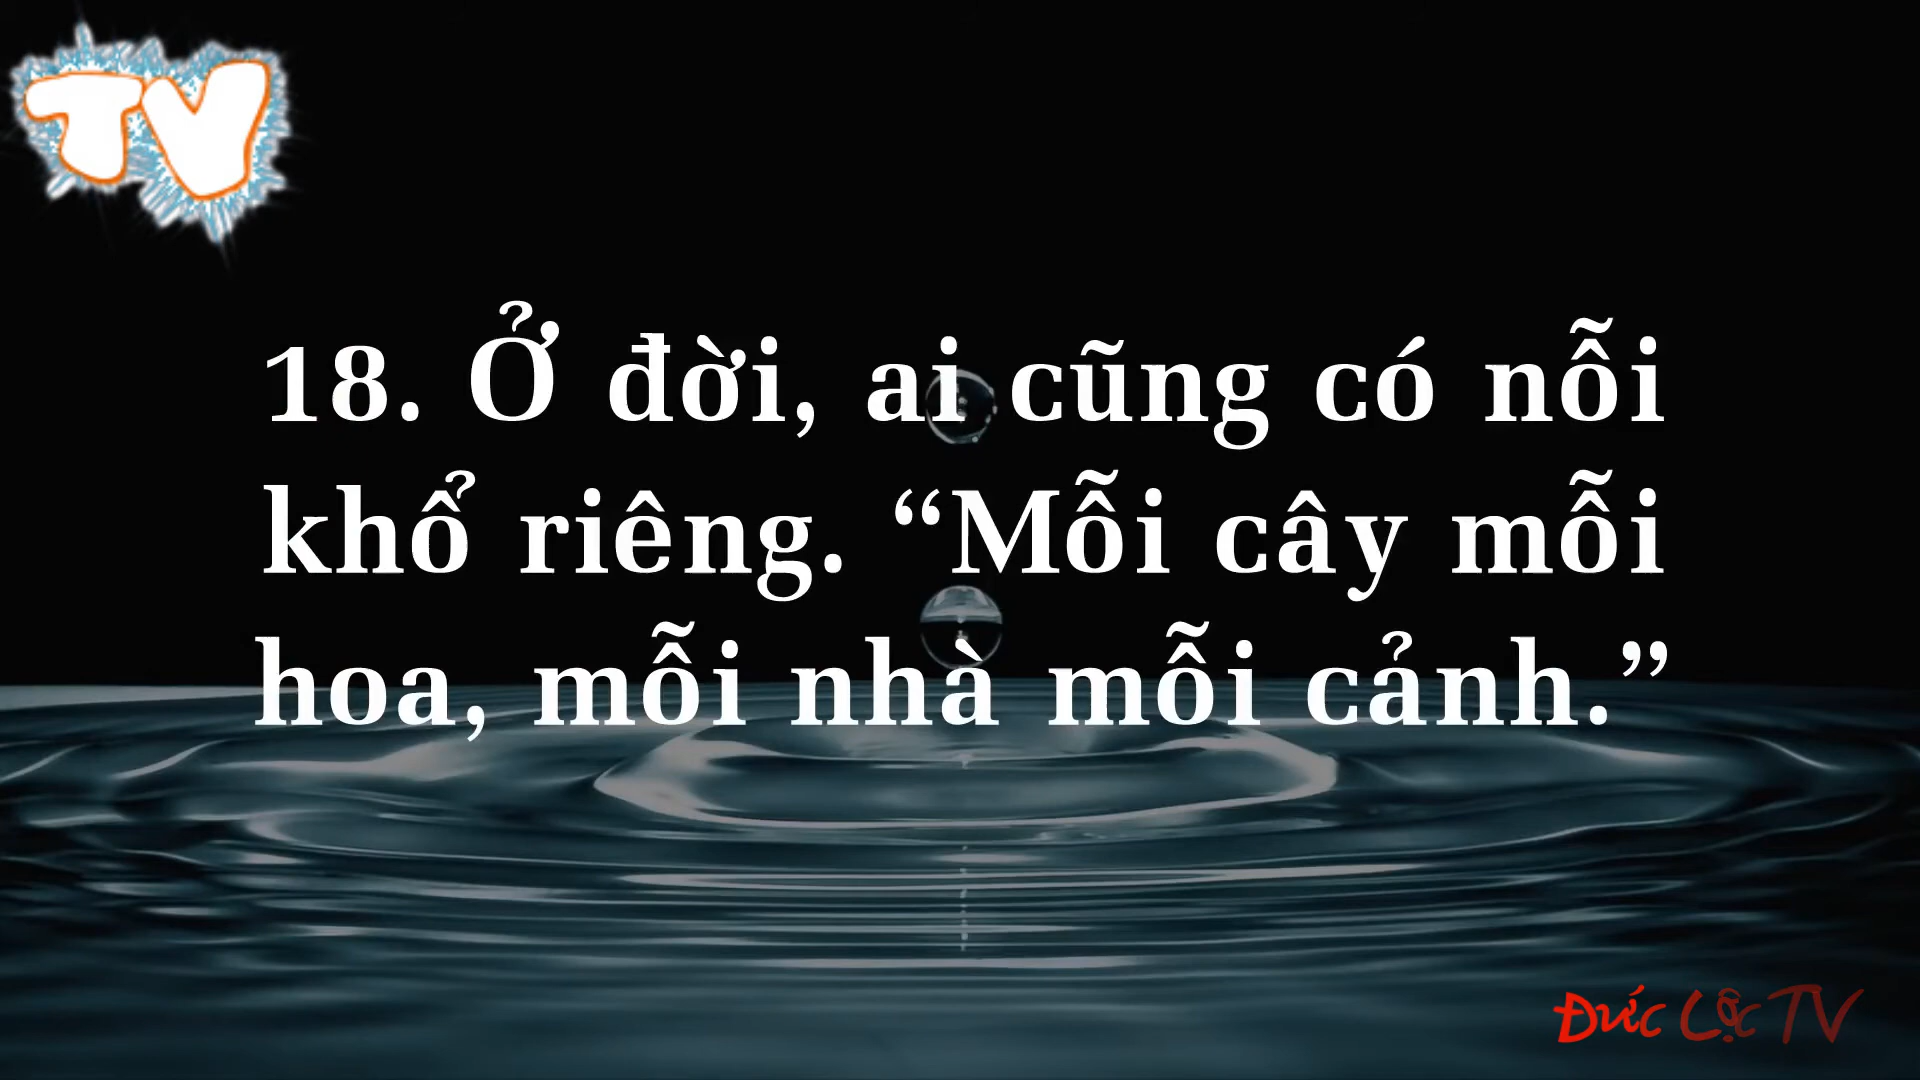 TV
18. Ở đời, ai cũng có nỗi
khổ riêng. “Mỗi cây mỗi
hoa, mỗi nhà mỗi cảnh.”
Đức Lộc TV